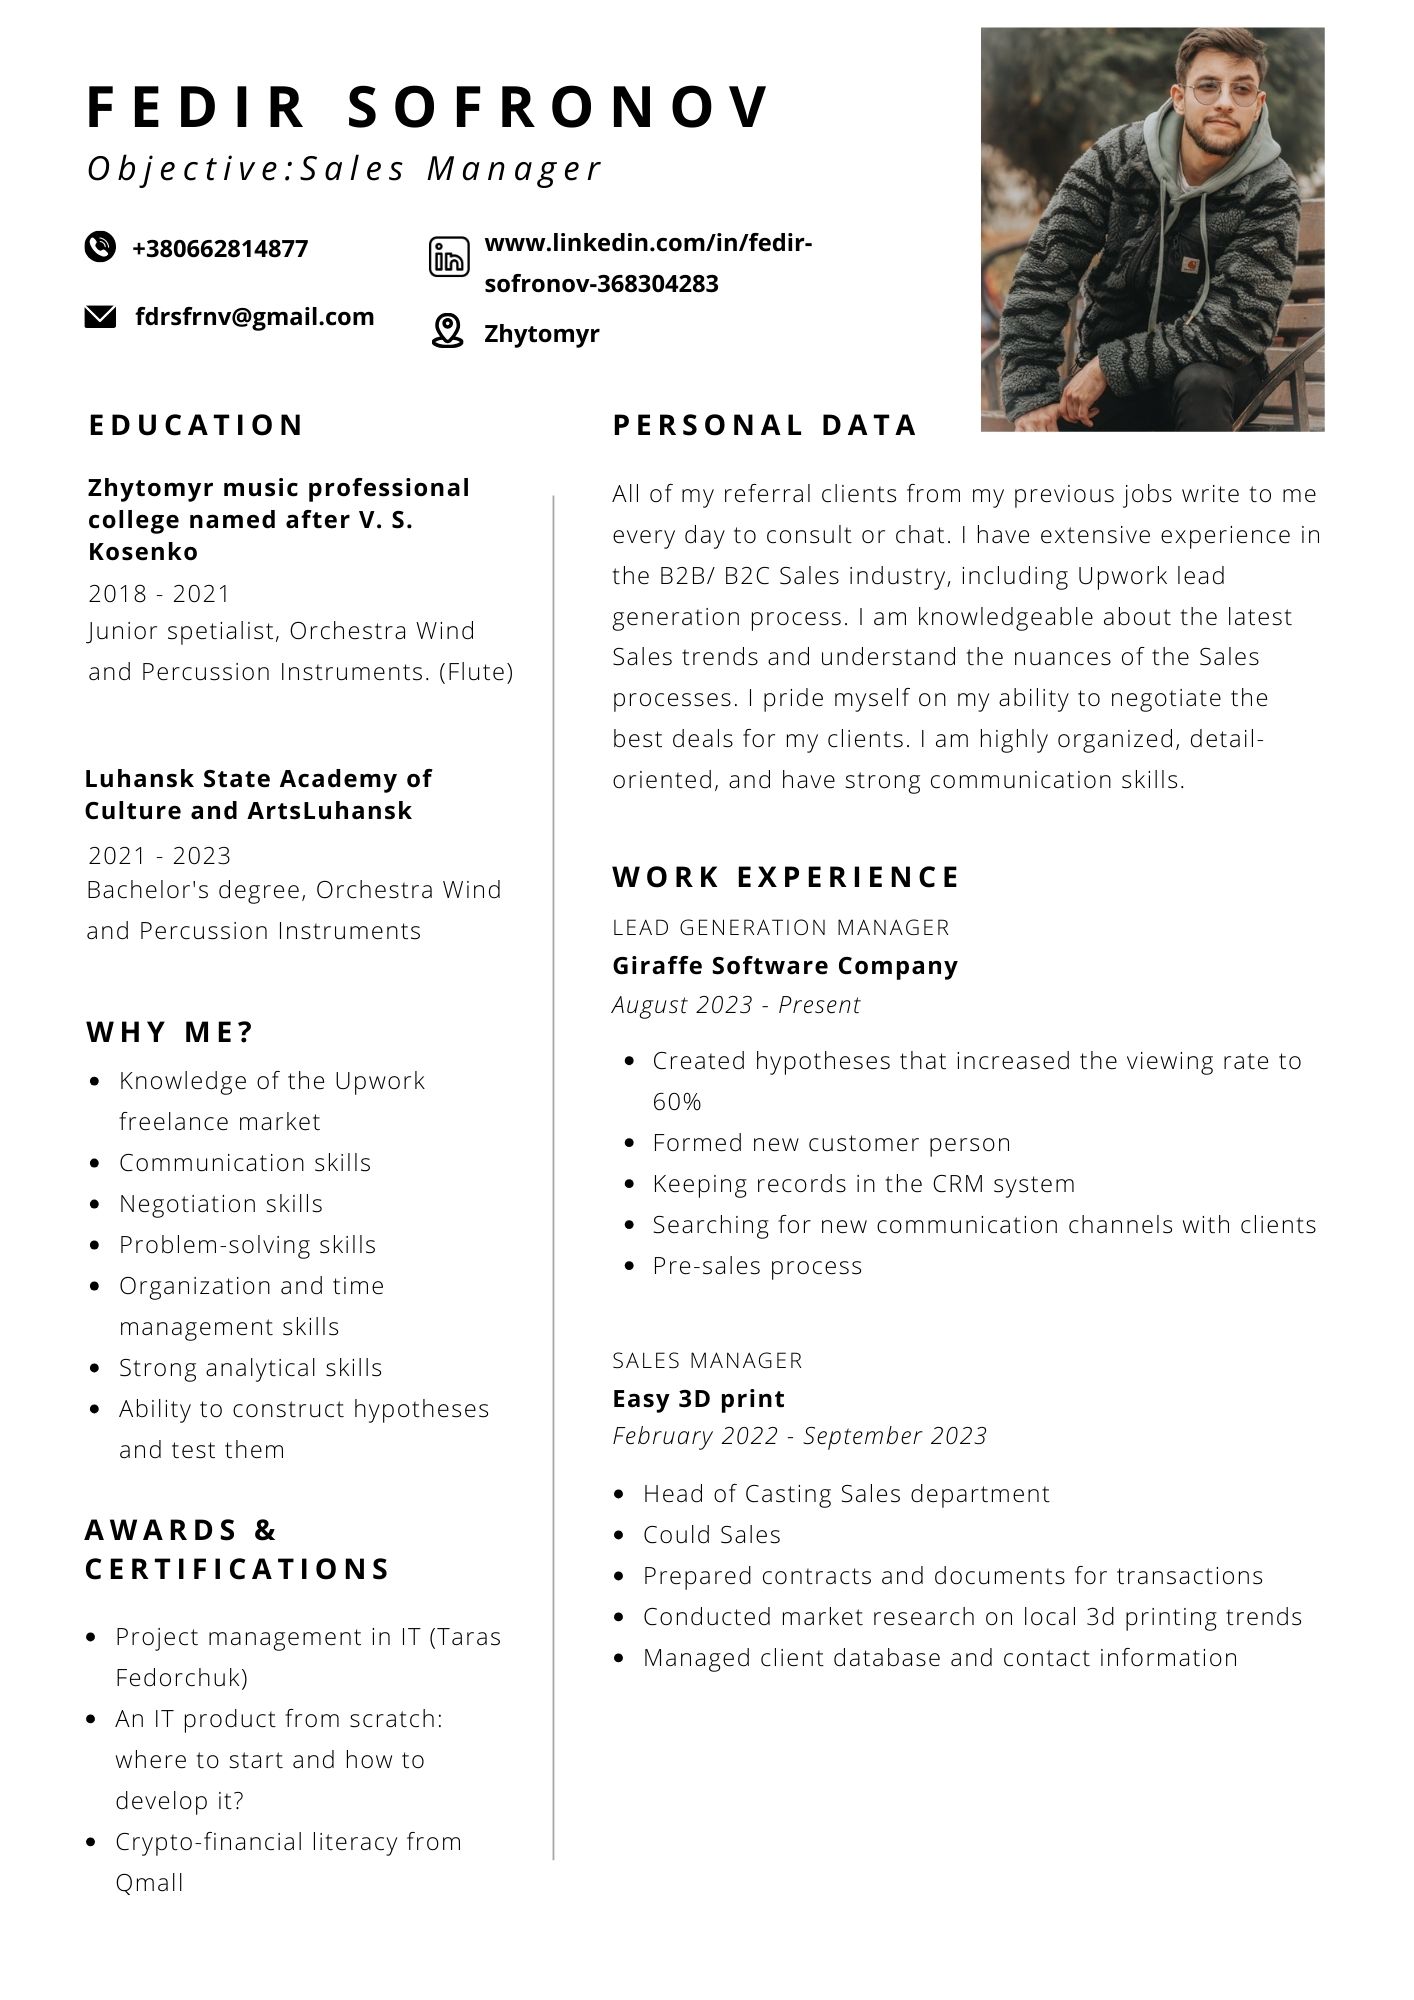 FEDIR SOFRONOV
Objective:Sales Manager
+380662814877
www.linkedin.com/in/fedir-
sofronov-368304283
fdrsfrnv@gmail.com
Zhytomyr
EDUCATION
Zhytomyr music professional
college named after V. S.
Kosenko
2018 - 2021
Junior spetialist, Orchestra Wind
and Percussion Instruments. (Flute)
Luhansk State Academy of
Culture and ArtsLuhansk
2021 - 2023
Bachelor's degree, Orchestra Wind
and Percussion Instruments
WHY ME?
• Knowledge of the Upwork
freelance market
• Communication skills
• Negotiation skills
• Problem-solving skills
• Organization and time
management skills
• Strong analytical skills
• Ability to construct hypotheses
and test them
AWARDS &
CERTIFICATIONS
• Project management in IT (Taras
Fedorchuk)
• An IT product from scratch:
where to start and how to
develop it?
• Crypto-financial literacy from
Qmall
PERSONAL DATA
All of my referral clients from my previous jobs write to me
every day to consult or chat. I have extensive experience in
the B2B/ B2C Sales industry, including Upwork lead
generation process. I am knowledgeable about the latest
Sales trends and understand the nuances of the Sales
processes. I pride myself on my ability to negotiate the
best deals for my clients. I am highly organized, detail-
oriented, and have strong communication skills.
WORK EXPERIENCE
LEAD GENERATION MANAGER
Giraffe Software Company
August 2023 - Present
• Created hypotheses that increased the viewing rate to
60%
• Formed new customer person
• Keeping records in the CRM system
• Searching for new communication channels with clients
• Pre-sales process
SALES MANAGER
Easy 3D print
February 2022 - September 2023
• Head of Casting Sales department
• Could Sales
• Prepared contracts and documents for transactions
• Conducted market research on local 3d printing trends
• Managed client database and contact information